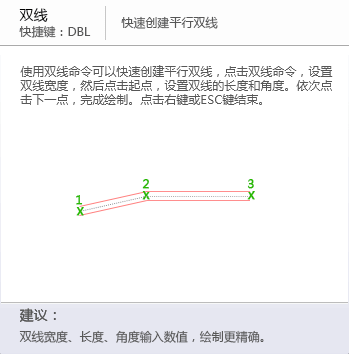 双线
快捷键：DBL
快速创建平行双线
使用双线命令可以快速创建平行双线，点击双线命令，设置
双线宽度，然后点击起点，设置双线的长度和角度。依次点
击下一点，完成绘制。点击右键或ESC键结束。
1
2
3
X
X
X
建议：
双线宽度、长度、角度输入数值，绘制更精确。